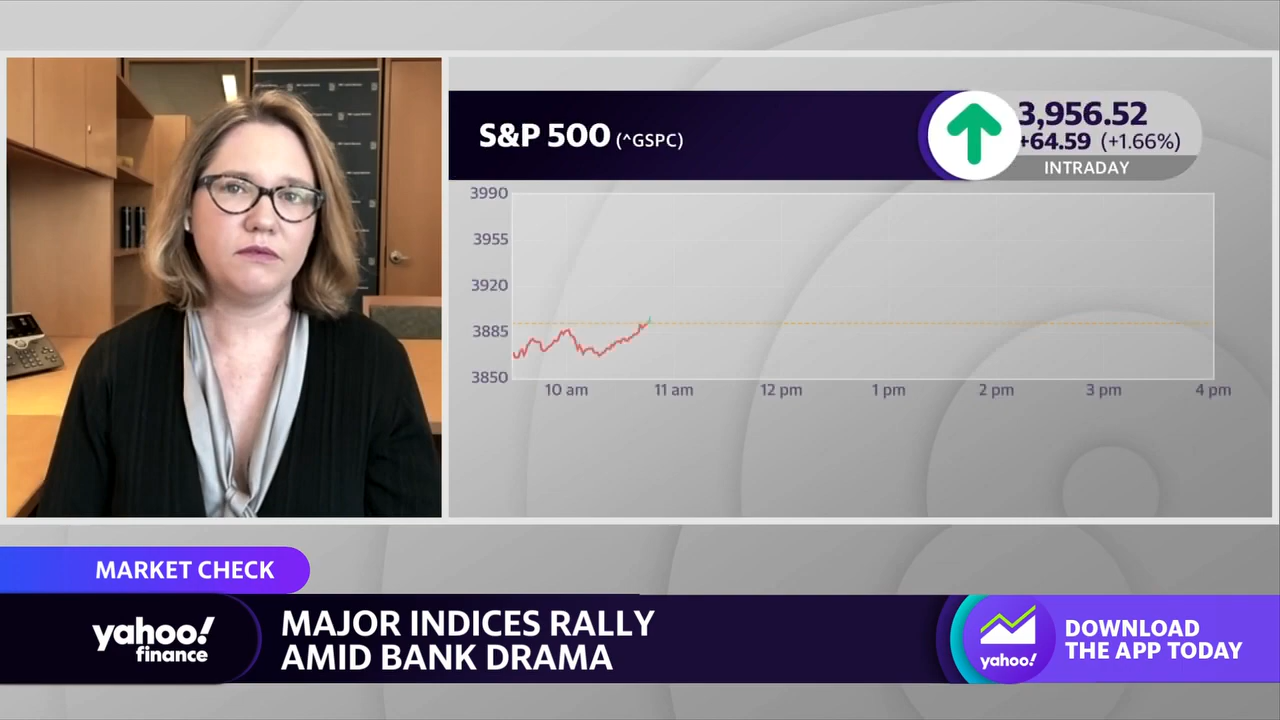 S&P 500 (^GSPC)
3,956.52
+64.59 (+1.66%)
INTRADAY
3990
3955
3920
3885
3850
10 am
11 am
12 pm
1 pm
2 pm
3 pm
4 pm
MARKET CHECK
yahoo!
finance
MAJOR INDICES RALLY
AMID BANK DRAMA
yahoo!
DOWNLOAD
THE APP TODAY